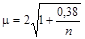 μ = 2√(1 + 0,38/n)